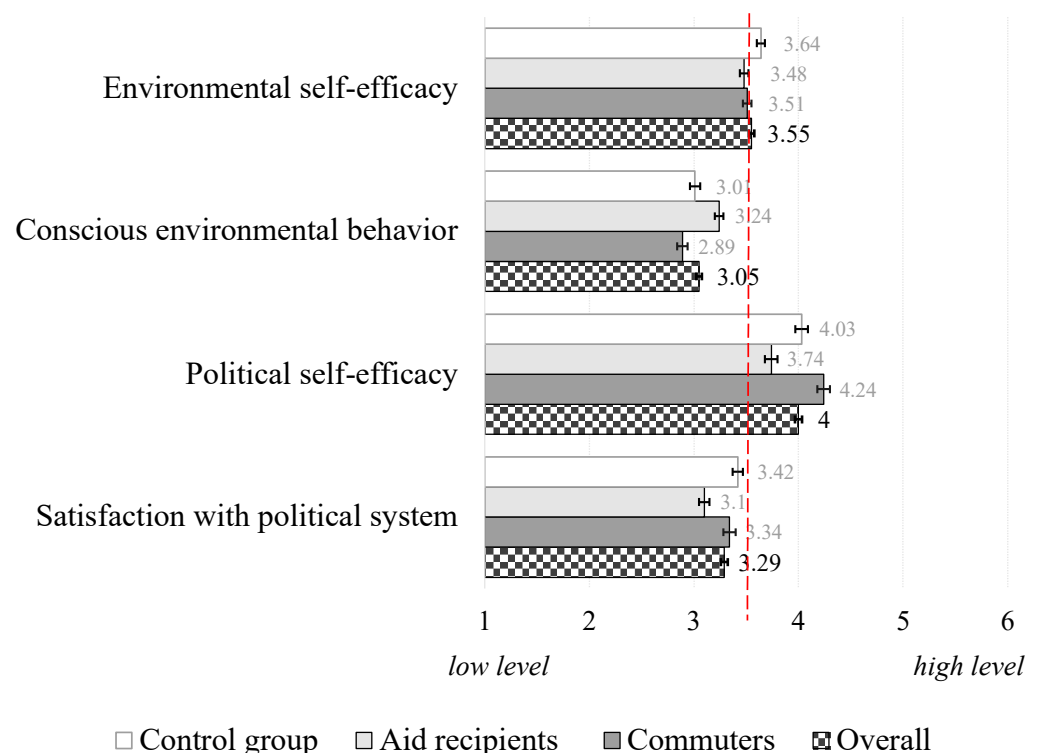 3.64
Environmental self-efficacy
3.48
3.51
3.55
3.01
Conscious environmental behavior
3.24
2.89
3.05
4.03
Political self-efficacy
3.74
4.24
4
3.42
Satisfaction with political system
3.1
3.34
3.29
1 2 3 4 5 6
low level high level
Control group Aid recipients Commuters Overall